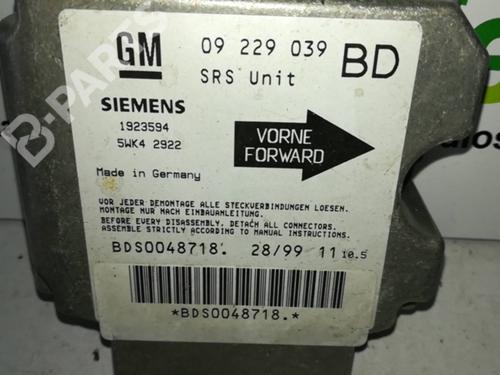 GM
09 229 039 BD
SRS Unit
SIEMENS
1923594
5WK4 2922
VORNE
FORWARD
Made in Germany
VOR JEDER DEMONTAGE ALLE STECKVERBINDUNGEN LOESEN.
MONTAGE NUR NACH EINBAUANLEITUNG.
BEFORE EVERY DISASSEMBLY, DETACH ALL CONNECTORS.
ASSEMBLE STRICTLY ACCORDING TO MANUAL INSTRUCTIONS.
BDS0048718. 28/99 11 10.5
*BDS0048718.*
B-PARTS